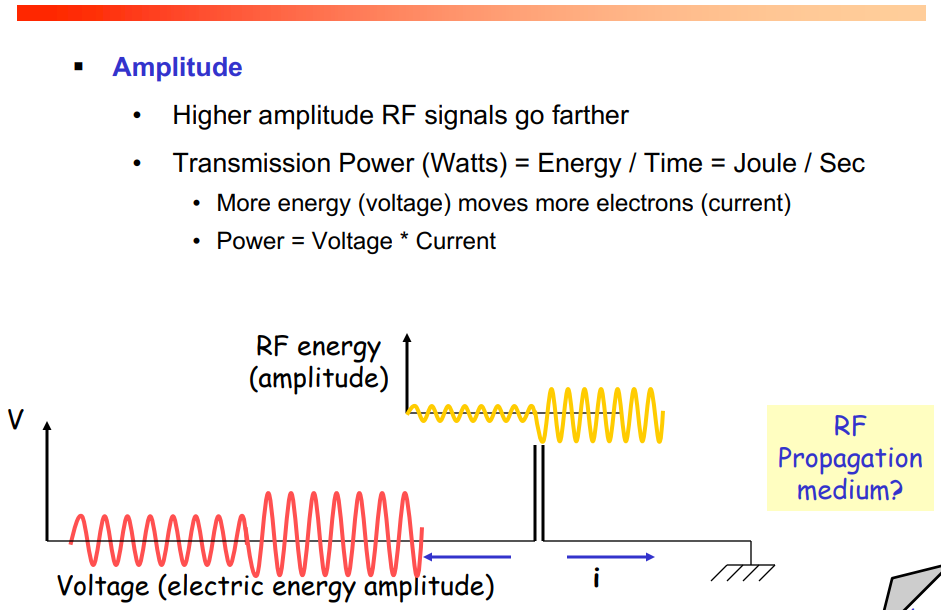 Amplitude
Higher amplitude RF signals go farther
Transmission Power (Watts) = Energy / Time = Joule / Sec
More energy (voltage) moves more electrons (current)
Power = Voltage * Current
RF energy
(amplitude)
V
RF
Propagation
medium?
i
Voltage (electric energy amplitude)